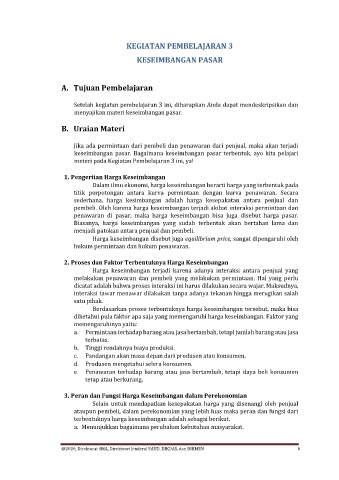 KEGIATAN PEMBELAJARAN 3
KESEIMBANGAN PASAR
A. Tujuan Pembelajaran
Setelah kegiatan pembelajaran 3 ini, diharapkan Anda dapat mendeskripsikan dan
menyajikan materi keseimbangan pasar.
B. Uraian Materi
Jika ada permintaan dari pembeli dan penawaran dari penjual, maka akan terjadi
keseimbangan pasar. Bagaimana keseimbangan pasar terbentuk, ayo kita pelajari
materi pada Kegiatan Pembelajaran 3 ini, ya!
1. Pengertian Harga Keseimbangan
Dalam ilmu ekonomi, harga keseimbangan berarti harga yang terbentuk pada
titik perpotongan antara kurva permintaan dengan kurva penawaran. Secara
sederhana, harga kesimbangan adalah harga kesepakatan antara penjual dan
pembeli. Oleh karena harga keseimbangan terjadi akibat interaksi permintaan dan
penawaran di pasar, maka harga keseimbangan bisa juga disebut harga pasar.
Biasanya, harga keseimbangan yang sudah terbentuk akan bertahan lama dan
menjadi patokan antara penjual dan pembeli.
Harga keseimbangan disebut juga equilibrium price, sangat dipengaruhi oleh
hukum permintaan dan hukum penawaran.
2. Proses dan Faktor Terbentuknya Harga Keseimbangan
Harga keseimbangan terjadi karena adanya interaksi antara penjual yang
melakukan penawaran dan pembeli yang melakukan permintaan. Hal yang perlu
dicatat adalah bahwa proses interaksi ini harus dilakukan secara wajar. Maksudnya,
interaksi tawar menawar dilakukan tanpa adanya tekanan hingga merugikan salah
satu pihak.
Berdasarkan proses terbentuknya harga keseimbangan tersebut, maka bisa
diketahui pula faktor apa saja yang memengaruhi harga keseimbangan. Faktor yang
memengaruhinya yaitu:
a. Permintaan terhadap barang atau jasa bertambah, tetapi jumlah barang atau jasa
terbatas.
b. Tinggi rendahnya biaya produksi.
c. Pandangan akan masa depan dari produsen atau konsumen.
d. Produsen mengetahui selera konsumen.
e. Penawaran terhadap barang atau jasa bertambah, tetapi daya beli konsumen
tetap atau berkurang.
3. Peran dan Fungsi Harga Keseimbangan dalam Perekonomian
Selain untuk mendapatkan kesepakatan harga yang disenangi oleh penjual
ataupun pembeli, dalam perekonomian yang lebih luas maka peran dan fungsi dari
terbentuknya harga keseimbangan adalah sebagai berikut.
a. Menunjukkan bagaimana perubahan kebutuhan masyarakat.
@2020, Direktorat SMA, Direktorat Jenderal PAUD, DIKDAS, dan DIKMEN